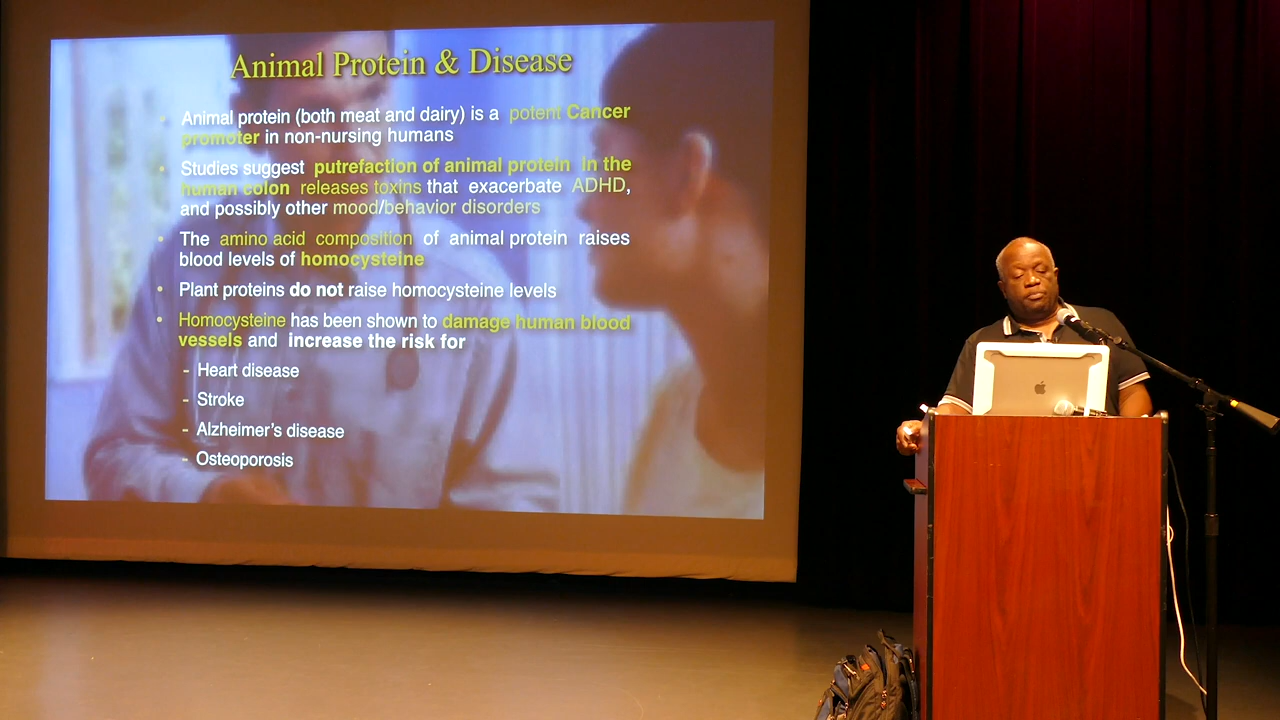 Animal Protein & Disease
• Animal protein (both meat and dairy) is a potent Cancer
promoter in non-nursing humans
• Studies suggest putrefaction of animal protein in the
human colon releases toxins that exacerbate ADHD,
and possibly other mood/behavior disorders
• The amino acid composition of animal protein raises
blood levels of homocysteine
• Plant proteins do not raise homocysteine levels
• Homocysteine has been shown to damage human blood
vessels and increase the risk for
- Heart disease
- Stroke
- Alzheimer's disease
- Osteoporosis